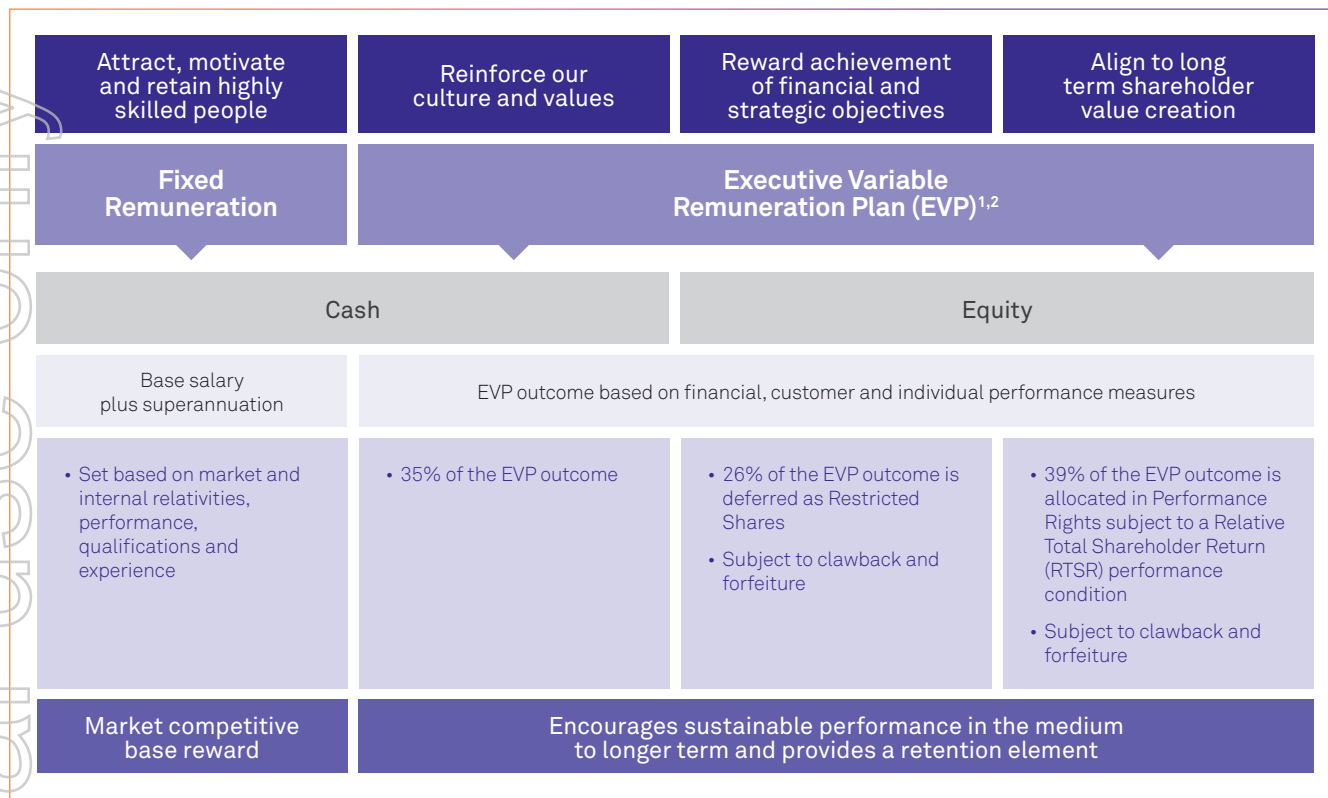 Attract, motivate
and retain highly
skilled people
Reinforce our
culture and values
Reward achievement
of financial and
strategic objectives
Align to long
term shareholder
value creation
Fixed
Remuneration
Executive Variable
Remuneration Plan (EVP)1,2
Cash
Equity
Base salary
plus superannuation
EVP outcome based on financial, customer and individual performance measures
• Set based on market and
internal relativities,
performance,
qualifications and
experience
• 35% of the EVP outcome
• 26% of the EVP outcome is
deferred as Restricted
Shares
• Subject to clawback and
forfeiture
• 39% of the EVP outcome is
allocated in Performance
Rights subject to a Relative
Total Shareholder Return
(RTSR) performance
condition
• Subject to clawback and
forfeiture
Market competitive
base reward
Encourages sustainable performance in the medium
to longer term and provides a retention element